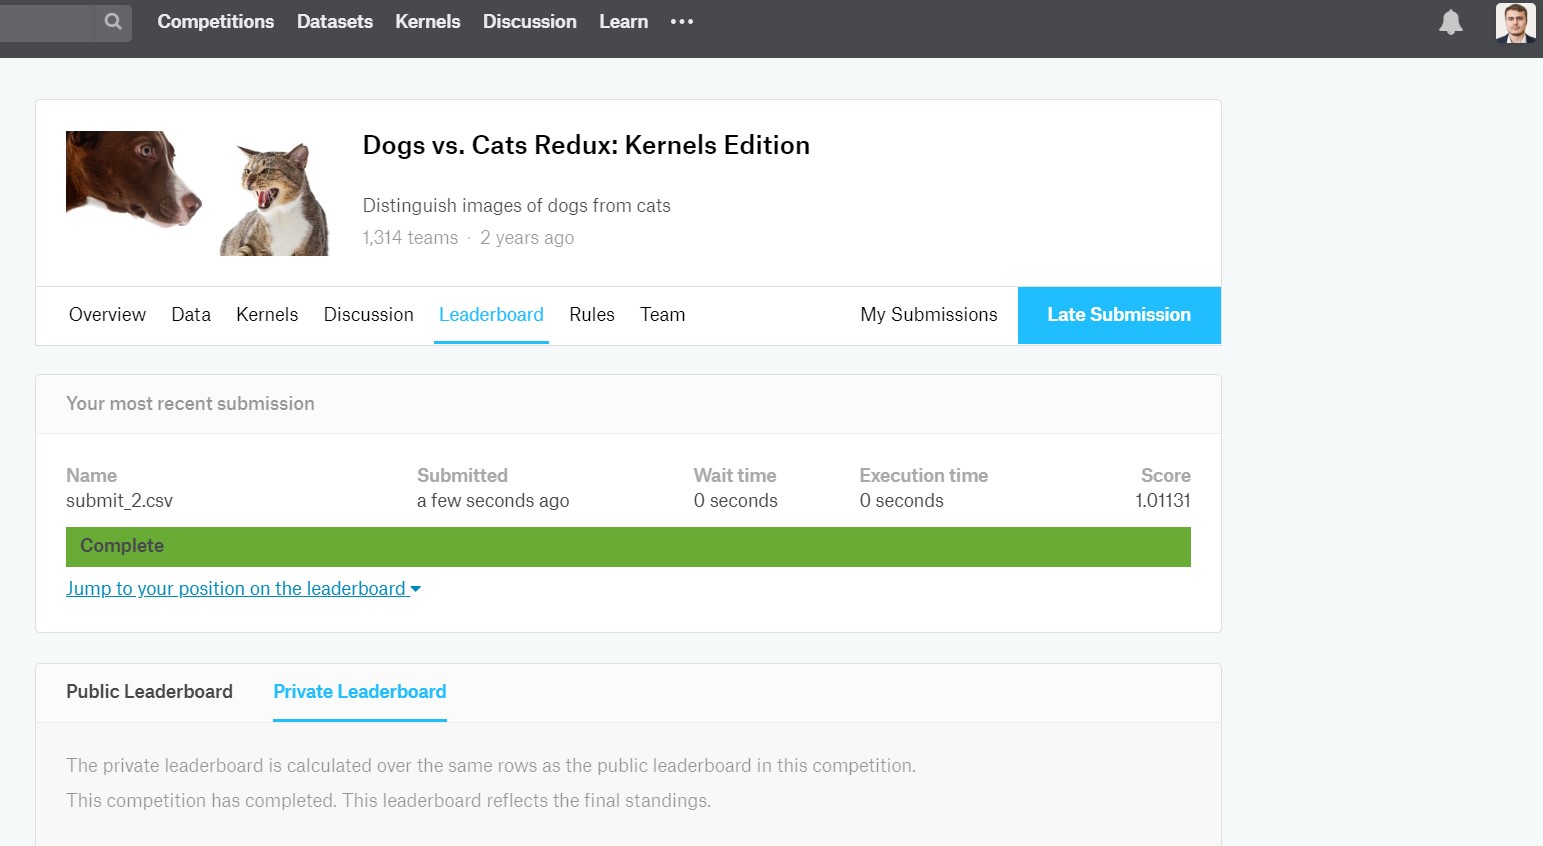 Competitions Datasets Kernels Discussion Learn •••
Dogs vs. Cats Redux: Kernels Edition
Distinguish images of dogs from cats
1,314 teams · 2 years ago
Overview Data Kernels Discussion Leaderboard Rules Team My Submissions Late Submission
Your most recent submission
Name Submitted Wait time Execution time Score
submit_2.csv a few seconds ago 0 seconds 0 seconds 1.01131
Complete
Jump to your position on the leaderboard
Public Leaderboard Private Leaderboard
The private leaderboard is calculated over the same rows as the public leaderboard in this competition.
This competition has completed. This leaderboard reflects the final standings.